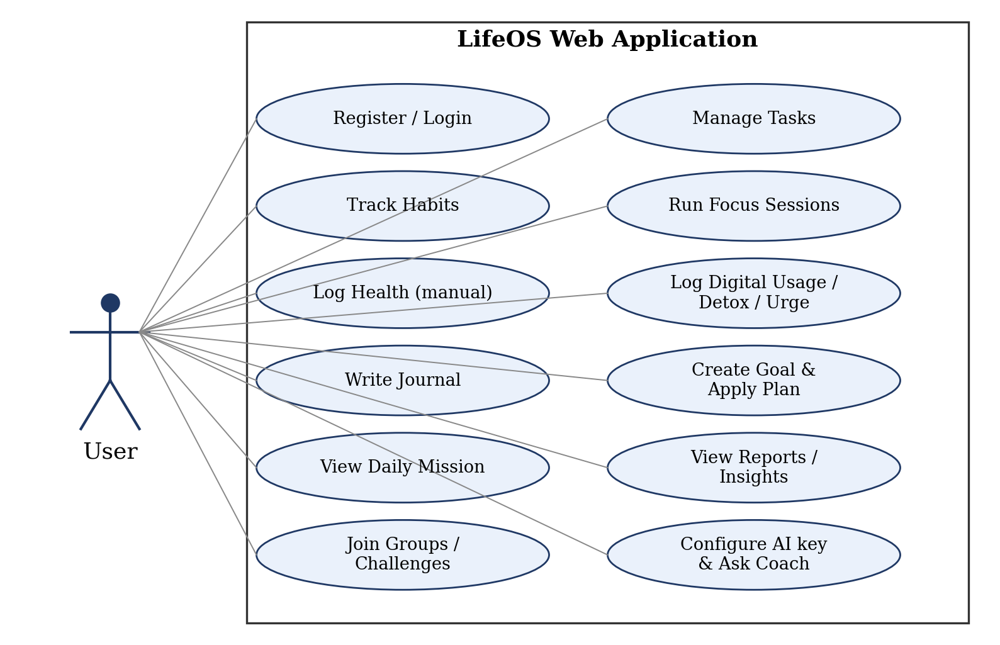 LifeOS Web Application
Register / Login
Manage Tasks
Track Habits
Run Focus Sessions
Log Health (manual)
Log Digital Usage /
Detox / Urge
Write Journal
Create Goal &
Apply Plan
View Daily Mission
View Reports /
Insights
Join Groups /
Challenges
Configure AI key
& Ask Coach
User